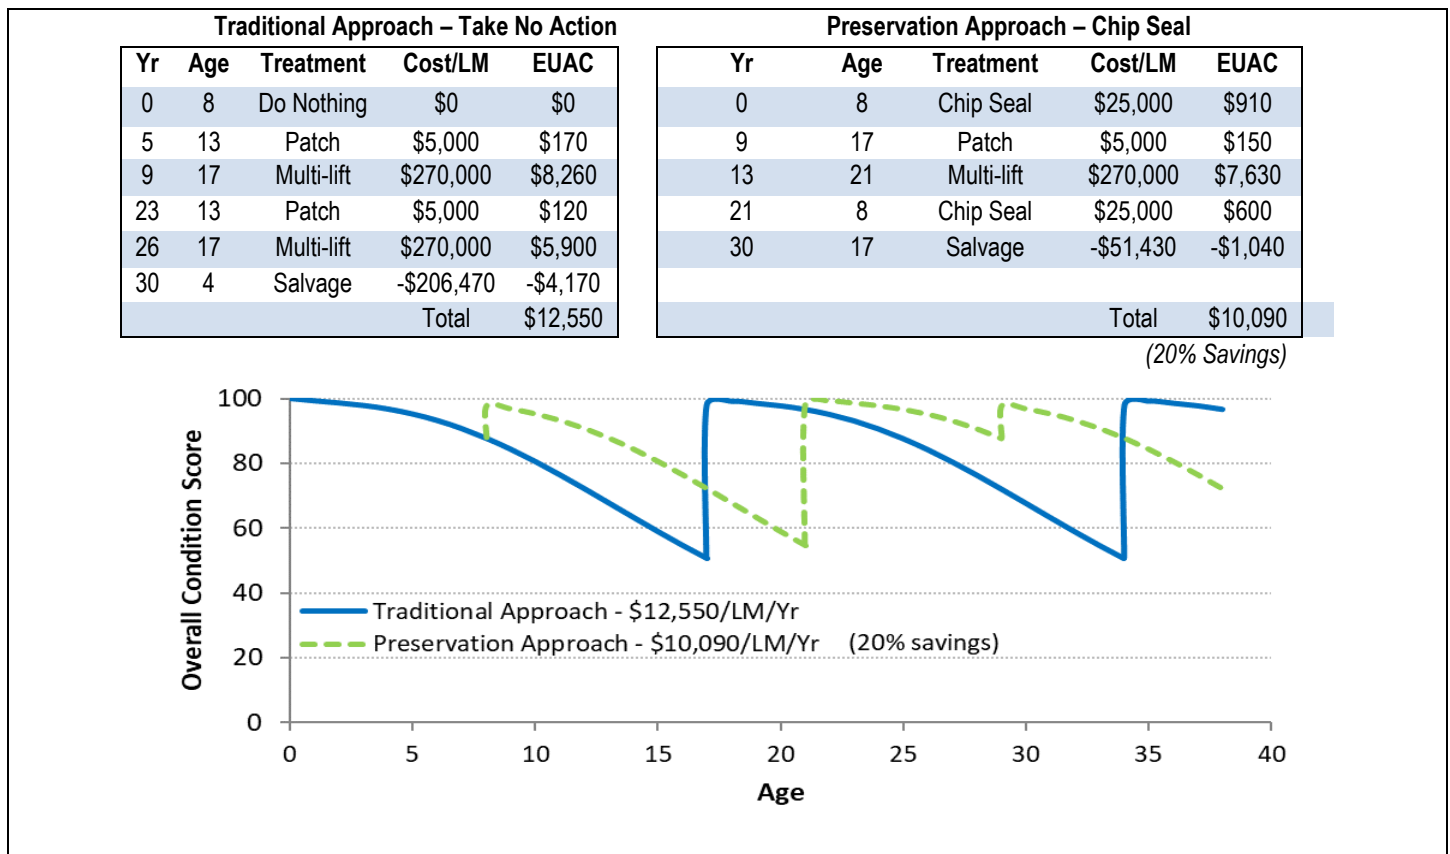 Traditional Approach – Take No Action
Yr Age Treatment Cost/LM EUAC
0 8 Do Nothing $0 $0
5 13 Patch $5,000 $170
9 17 Multi-lift $270,000 $8,260
23 13 Patch $5,000 $120
26 17 Multi-lift $270,000 $5,900
30 4 Salvage -$206,470 -$4,170
Total $12,550
Preservation Approach – Chip Seal
Yr Age Treatment Cost/LM EUAC
0 8 Chip Seal $25,000 $910
9 17 Patch $5,000 $150
13 21 Multi-lift $270,000 $7,630
21 8 Chip Seal $25,000 $600
30 17 Salvage -$51,430 -$1,040
Total $10,090
(20% Savings)
Overall Condition Score
100
80
60
40
20
0
Traditional Approach - $12,550/LM/Yr
Preservation Approach - $10,090/LM/Yr (20% savings)
0 5 10 15 20 25 30 35 40
Age